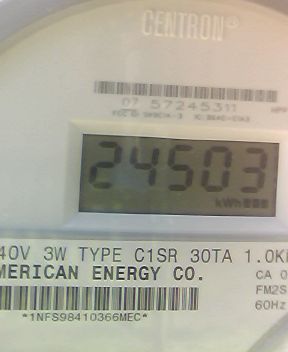 CENTRON®
07 57245311
24503
kWh
40V 3W TYPE C1SR 30TA 1.0K
MERICAN ENERGY CO.
CA 0
FM2S
60Hz
*1NFS98410366MEC*